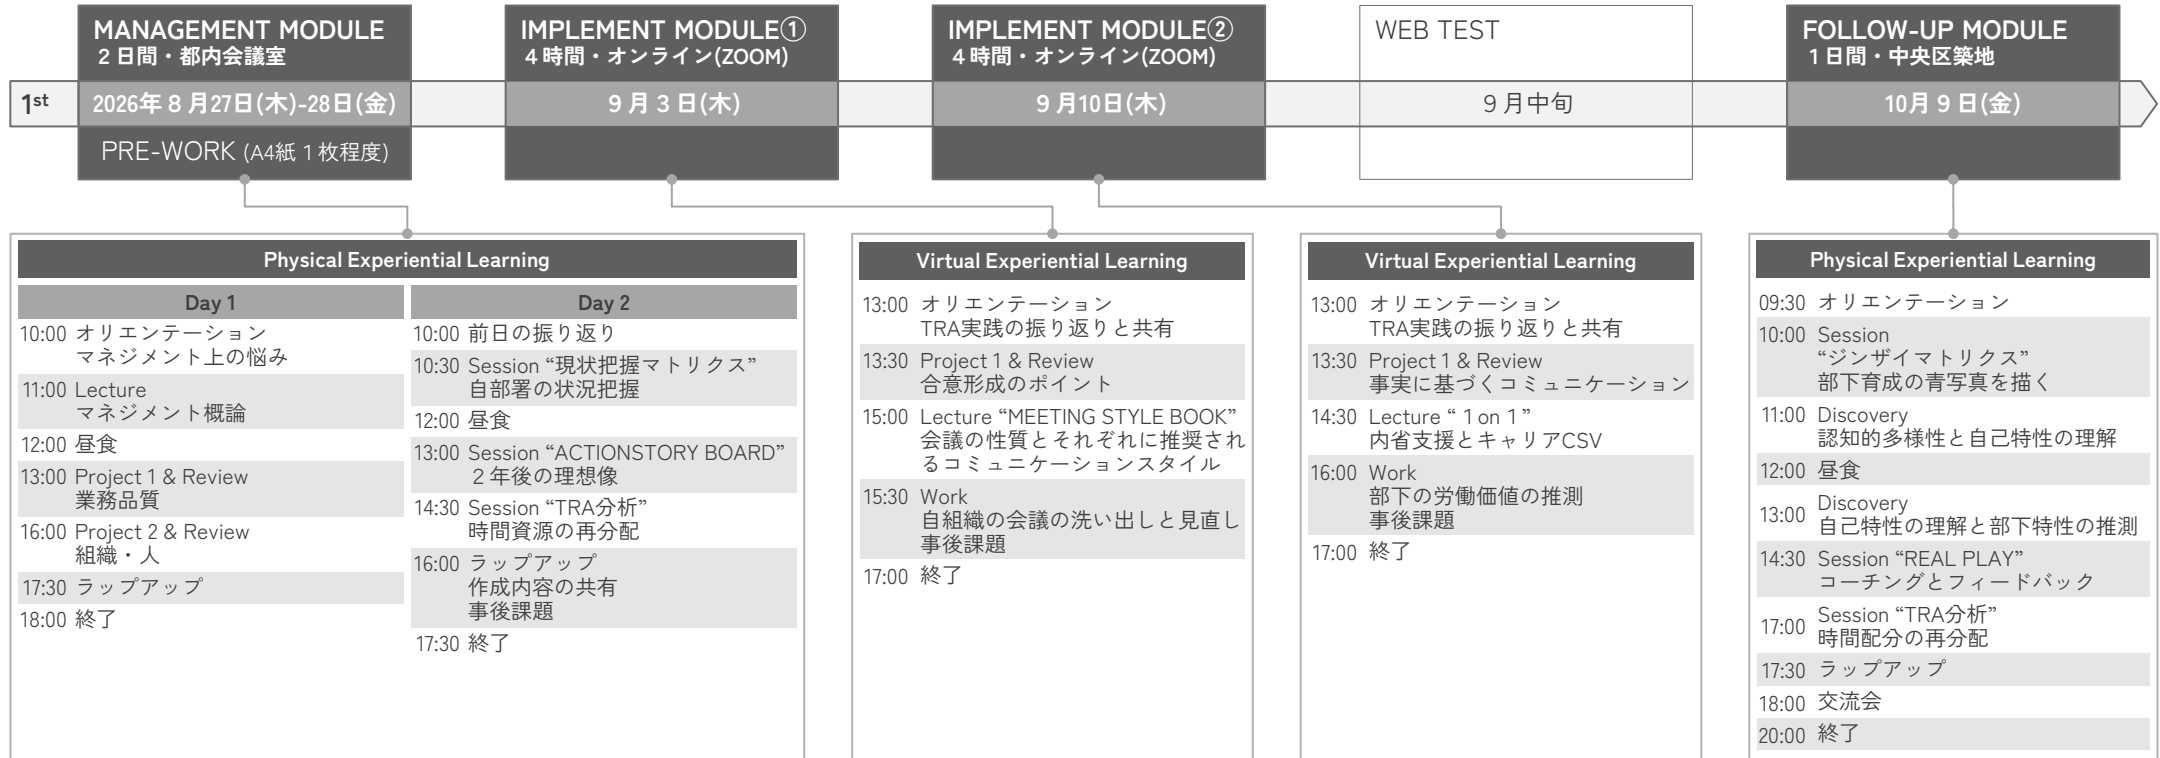 MANAGEMENT MODULE
2日間・都内会議室
IMPLEMENT MODULE①
4時間・オンライン(ZOOM)
IMPLEMENT MODULE②
4時間・オンライン(ZOOM)
WEB TEST
FOLLOW-UP MODULE
1日間・中央区築地
1st
2026年8月27日(木)-28日(金)
9月3日(木)
9月10日(木)
9月中旬
10月9日(金)
PRE-WORK (A4紙1枚程度)
Physical Experiential Learning
Day 1
10:00 オリエンテーション
マネジメント上の悩み
11:00 Lecture
マネジメント概論
12:00 昼食
13:00 Project 1 & Review
業務品質
16:00 Project 2 & Review
組織・人
17:30 ラップアップ
18:00 終了
Day 2
10:00 前日の振り返り
10:30 Session “現状把握マトリクス”
自部署の状況把握
12:00 昼食
13:00 Session “ACTIONSTORY BOARD”
2年後の理想像
14:30 Session “TRA分析”
時間資源の再分配
16:00 ラップアップ
作成内容の共有
事後課題
17:30 終了
Virtual Experiential Learning
13:00 オリエンテーション
TRA実践の振り返りと共有
13:30 Project 1 & Review
合意形成のポイント
15:00 Lecture “MEETING STYLE BOOK”
会議の性質とそれぞれに推奨され
るコミュニケーションスタイル
15:30 Work
自組織の会議の洗い出しと見直し
事後課題
17:00 終了
Virtual Experiential Learning
13:00 オリエンテーション
TRA実践の振り返りと共有
13:30 Project 1 & Review
事実に基づくコミュニケーション
14:30 Lecture “1on1”
内省支援とキャリアCSV
16:00 Work
部下の労働価値の推測
事後課題
17:00 終了
Physical Experiential Learning
09:30 オリエンテーション
10:00 Session
“ジンザイマトリクス”
部下育成の青写真を描く
11:00 Discovery
認知的多様性と自己特性の理解
12:00 昼食
13:00 Discovery
自己特性の理解と部下特性の推測
14:30 Session “REAL PLAY”
コーチングとフィードバック
17:00 Session “TRA分析”
時間配分の再分配
17:30 ラップアップ
18:00 交流会
20:00 終了